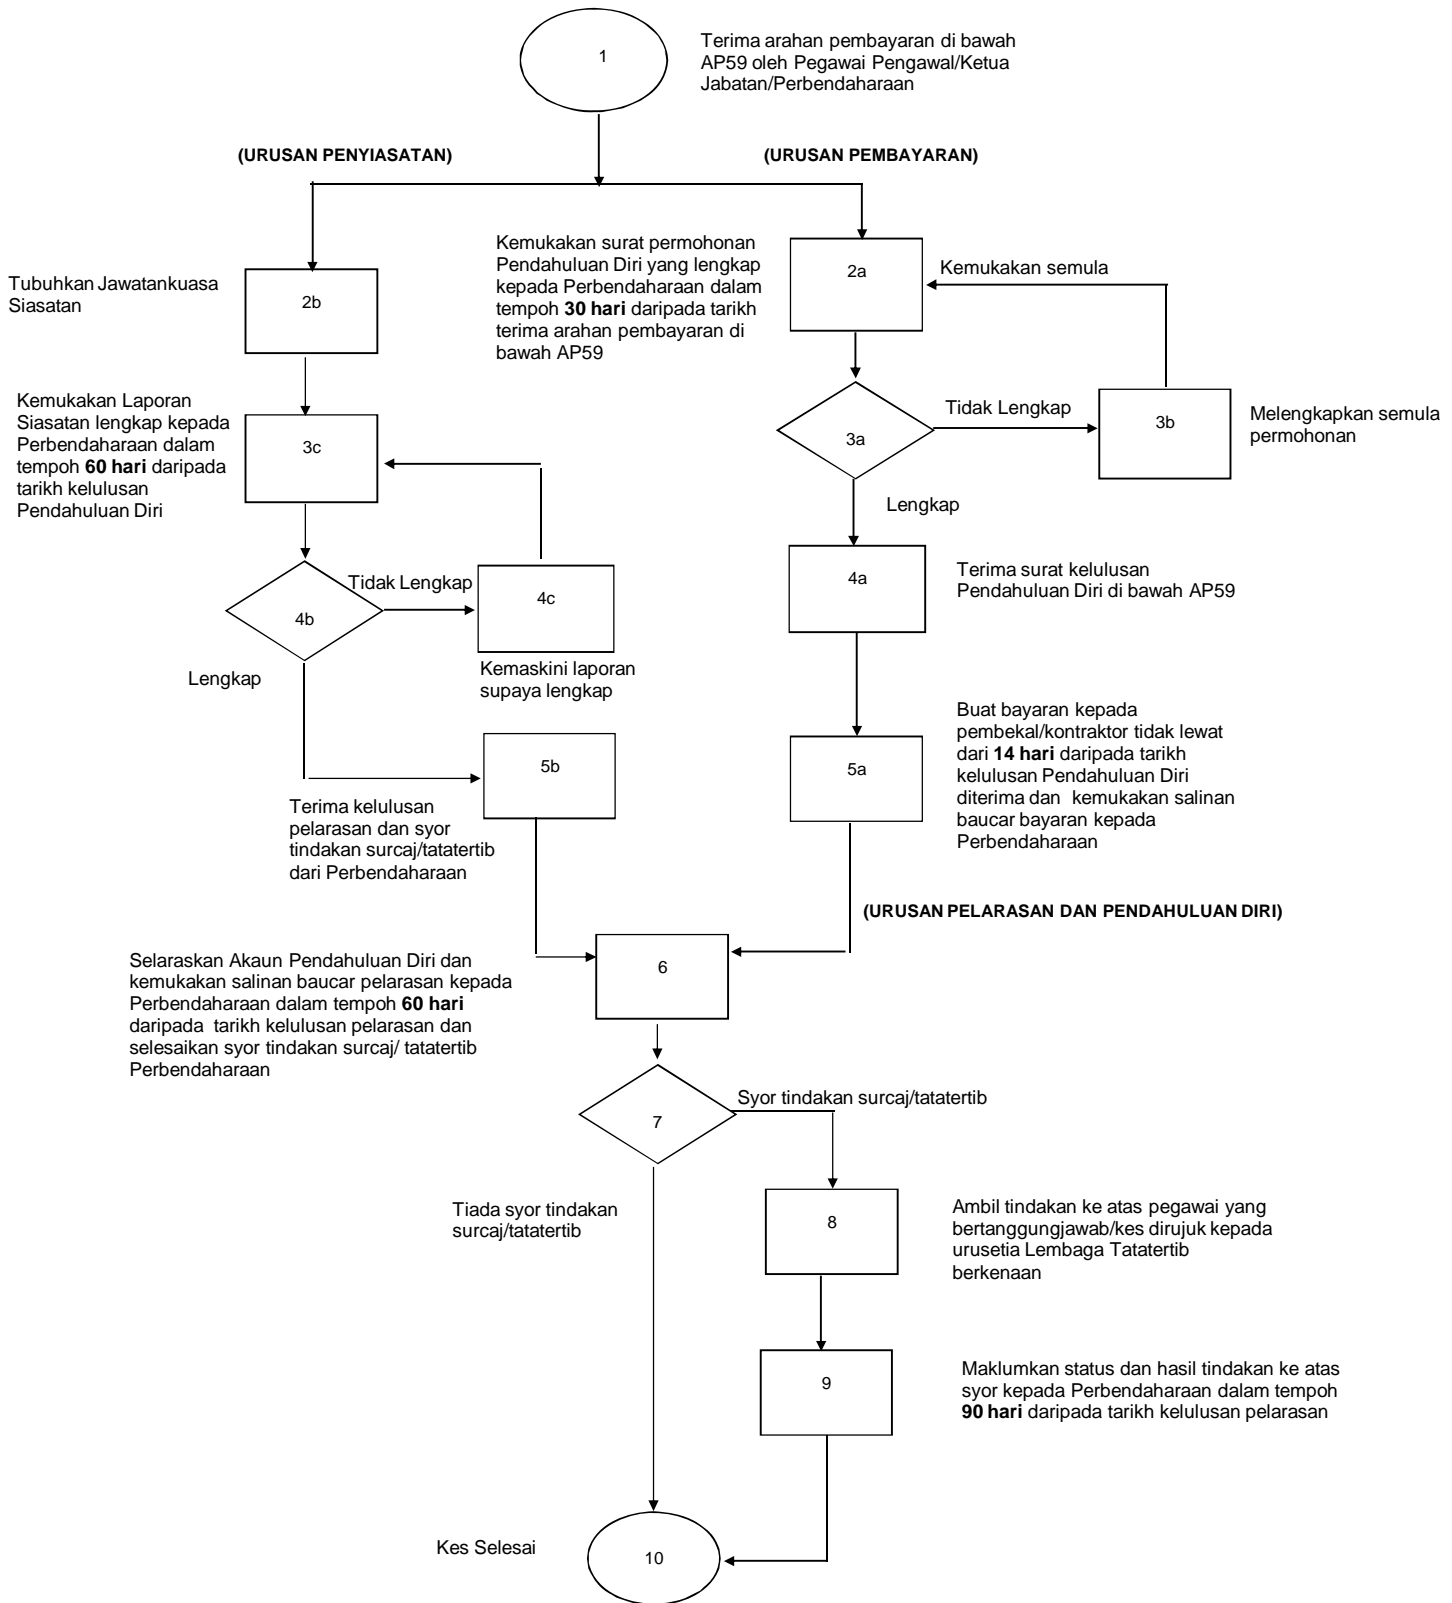 1
Terima arahan pembayaran di bawah
AP59 oleh Pegawai Pengawal/Ketua
Jabatan/Perbendaharaan
(URUSAN PENYIASATAN)
(URUSAN PEMBAYARAN)
Tubuhkan Jawatankuasa
Siasatan
2b
Kemukakan surat permohonan
Pendahuluan Diri yang lengkap
kepada Perbendaharaan dalam
tempoh 30 hari daripada tarikh
terima arahan pembayaran di
bawah AP59
2a
Kemukakan semula
Kemukakan Laporan
Siasatan lengkap kepada
Perbendaharaan dalam
tempoh 60 hari daripada
tarikh kelulusan
Pendahuluan Diri
3c
3a
Tidak Lengkap
3b
Melengkapkan semula
permohonan
Lengkap
4b
Tidak Lengkap
4c
Kemaskini laporan
supaya lengkap
Lengkap
4a
Terima surat kelulusan
Pendahuluan Diri di bawah AP59
5b
Terima kelulusan
pelarasan dan syor
tindakan surcaj/tatatertib
dari Perbendaharaan
5a
Buat bayaran kepada
pembekal/kontraktor tidak lewat
dari 14 hari daripada tarikh
kelulusan Pendahuluan Diri
diterima dan kemukakan salinan
baucar bayaran kepada
Perbendaharaan
(URUSAN PELARASAN DAN PENDAHULUAN DIRI)
Selaraskan Akaun Pendahuluan Diri dan
kemukakan salinan baucar pelarasan kepada
Perbendaharaan dalam tempoh 60 hari
daripada tarikh kelulusan pelarasan dan
selesaikan syor tindakan surcaj/ tatatertib
Perbendaharaan
6
7
Syor tindakan surcaj/tatatertib
Tiada syor tindakan
surcaj/tatatertib
8
Ambil tindakan ke atas pegawai yang
bertanggungjawab/kes dirujuk kepada
urusetia Lembaga Tatatertib
berkenaan
9
Maklumkan status dan hasil tindakan ke atas
syor kepada Perbendaharaan dalam tempoh
90 hari daripada tarikh kelulusan pelarasan
Kes Selesai
10